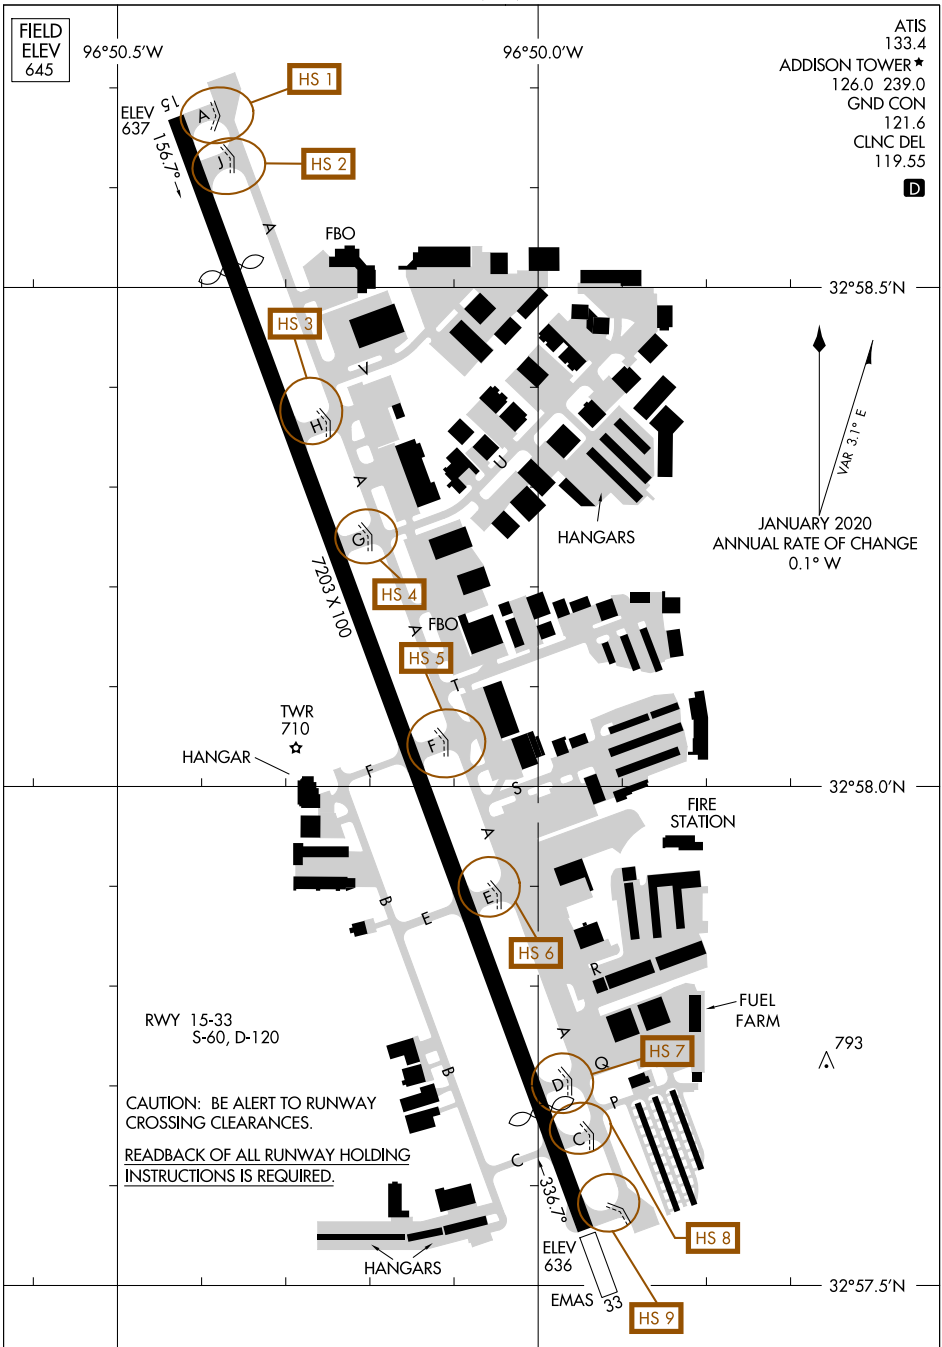 FIELD
ELEV
645
96°50.5'W
96°50.0'W
ATIS
133.4
ADDISON TOWER★
126.0 239.0
GND CON
121.6
CLNC DEL
119.55
D
HS 1
15
ELEV
637
A
156.7°
J
HS 2
A
FBO
32°58.5'N
HS 3
V
H
VAR 3.1° E
U
A
JANUARY 2020
ANNUAL RATE OF CHANGE
0.1° W
HANGARS
G
7203 X 100
HS 4
A
FBO
HS 5
T
TWR
710
F
HANGAR
F
S
32°58.0'N
FIRE
STATION
A
E
B
E
HS 6
R
RWY 15-33
S-60, D-120
FUEL
FARM
A
Q
HS 7
793
B
D
P
CAUTION: BE ALERT TO RUNWAY
CROSSING CLEARANCES.
READBACK OF ALL RUNWAY HOLDING
INSTRUCTIONS IS REQUIRED.
C
C
336.7°
HS 8
ELEV
636
HANGARS
32°57.5'N
EMAS
33
HS 9